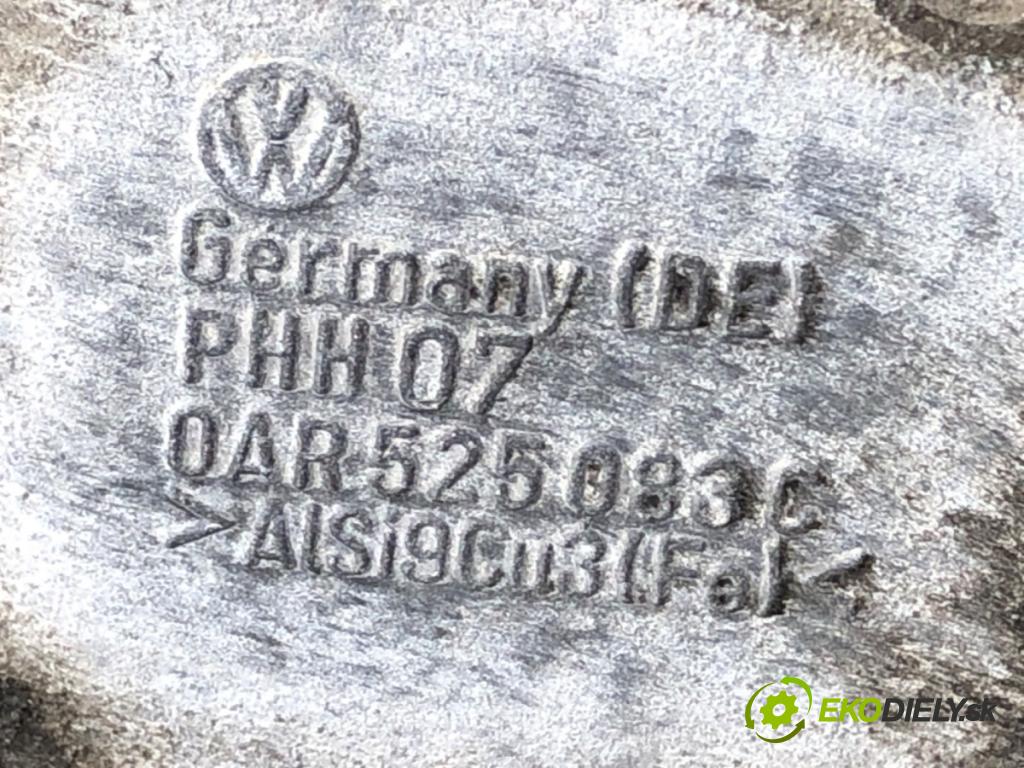 Germany (DE)
PHH 07
0AR 525 083 C
>AlSi9Cu3(Fe)<
EKODIELY.sk